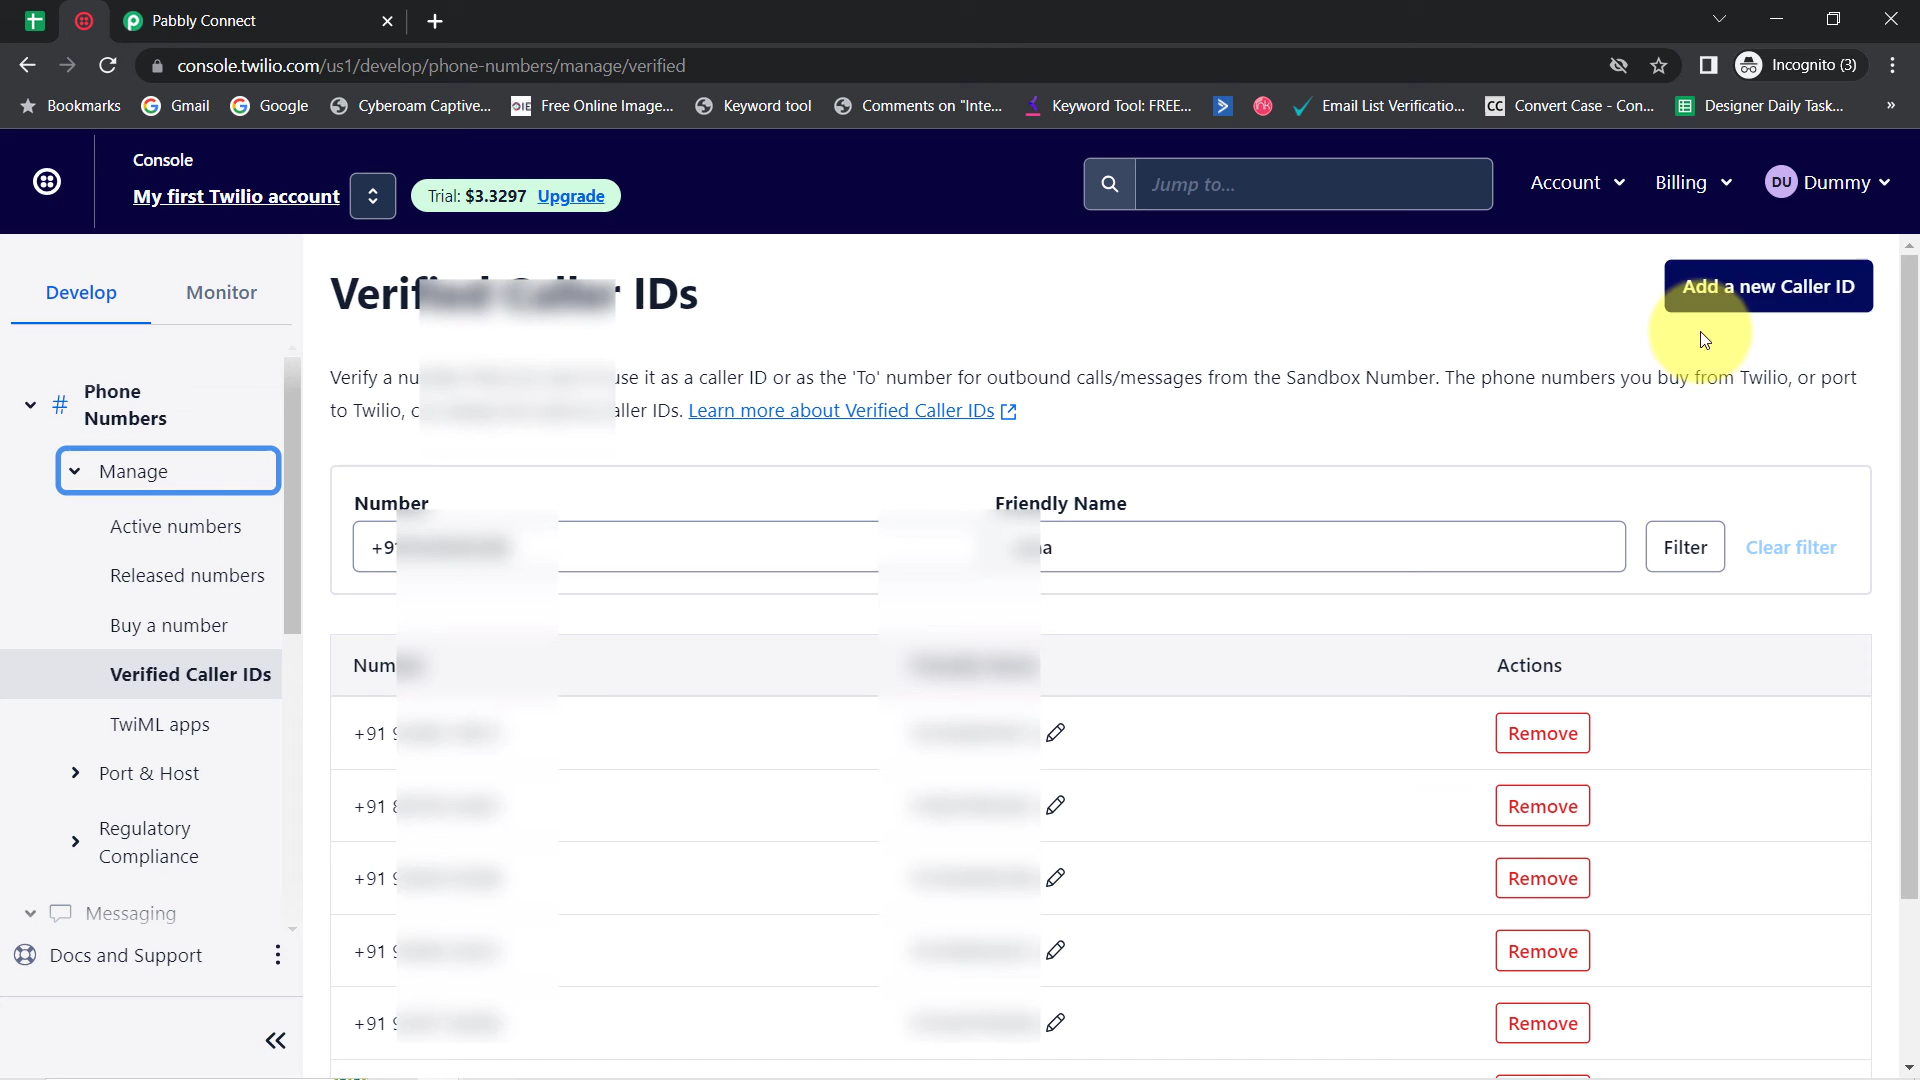 Pabbly Connect
console.twilio.com/us1/develop/phone-numbers/manage/verified
Incognito (3)
Bookmarks
Gmail
Google
Cyberoam Captive...
Free Online Image...
Keyword tool
Comments on "Inte...
Keyword Tool: FREE...
Email List Verificatio...
CC Convert Case - Con...
Designer Daily Task...
»
Console
My first Twilio account
Trial: $3.3297 Upgrade
Jump to...
Account
Billing
DU Dummy
Develop
Monitor
# Phone
Numbers
Manage
Active numbers
Released numbers
Buy a number
Verified Caller IDs
TwiML apps
Port & Host
Regulatory
Compliance
Messaging
Docs and Support
Verified Caller IDs
Add a new Caller ID
Verify a nu use it as a caller ID or as the 'To' number for outbound calls/messages from the Sandbox Number. The phone numbers you buy from Twilio, or port
to Twilio, c aller IDs. Learn more about Verified Caller IDs
Number
Friendly Name
+91
a
Filter
Clear filter
Num
Actions
+91 9
Remove
+91 8
Remove
+91 9
Remove
+91 9
Remove
+91 9
Remove